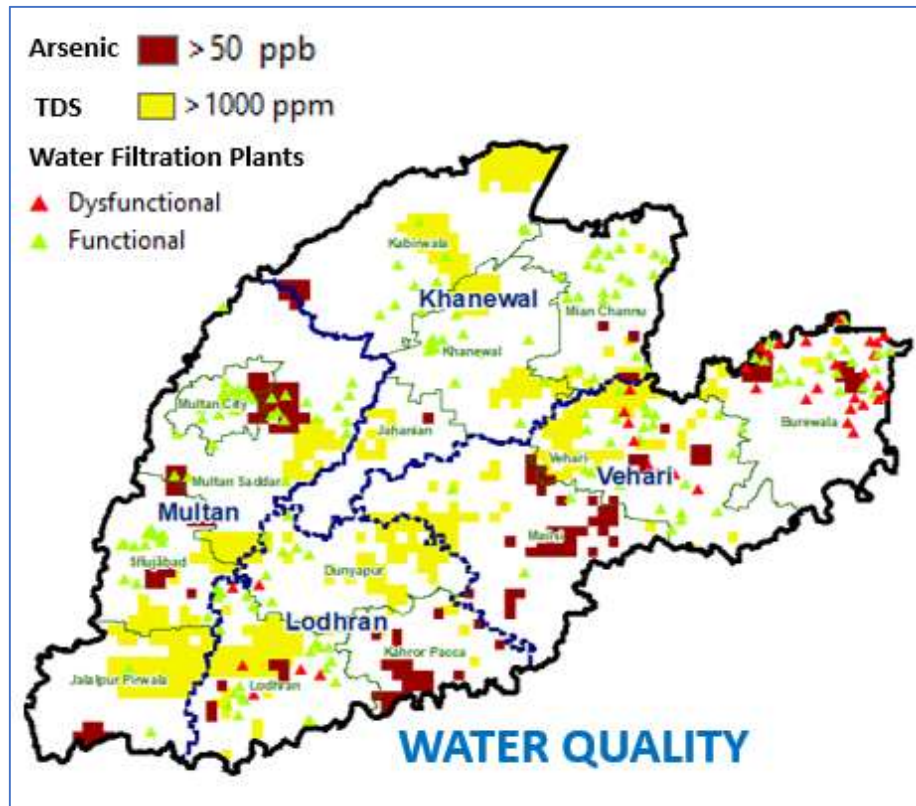 Arsenic > 50 ppb
TDS > 1000 ppm
Water Filtration Plants
Dysfunctional
Functional
Kabirwala
Khanewal
Mian Channu
Khanewal
Multan City
Jahanian
Burewala
Vehari
Vehari
Multan Saddar
Multan
Mailsi
Shujabad
Dunyapur
Lodhran
Kahror Pacca
Jalalpur Pirwala
Lodhran
WATER QUALITY